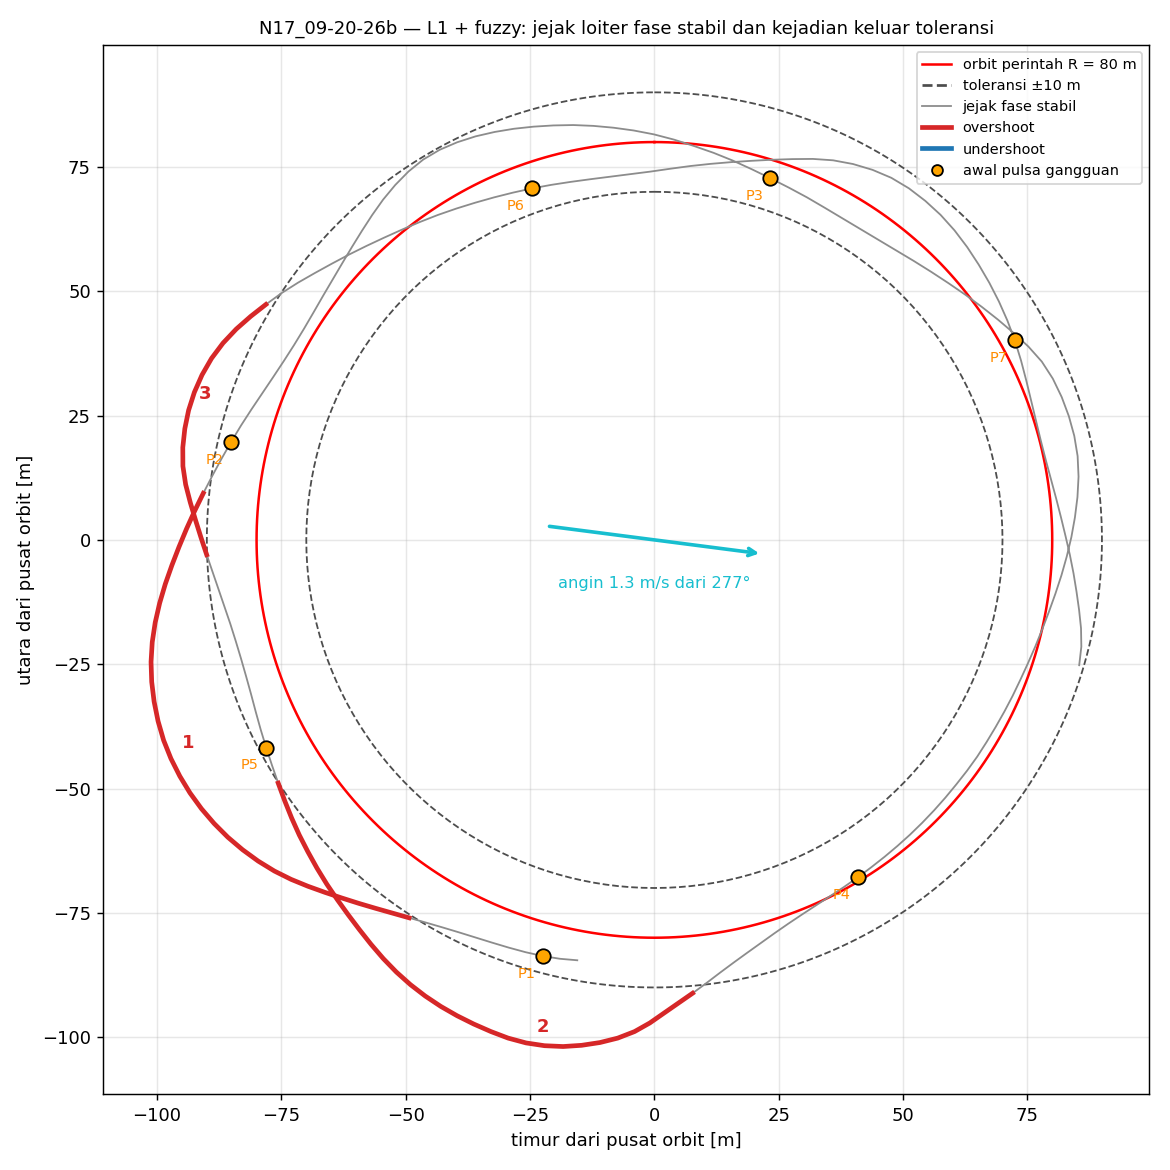 N17_09-20-26b — L1 + fuzzy: jejak loiter fase stabil dan kejadian keluar toleransi
orbit perintah R = 80 m
toleransi ±10 m
jejak fase stabil
overshoot
undershoot
awal pulsa gangguan
P6
P3
P7
3
P2
angin 1.3 m/s dari 277°
1
P5
P4
P1
2
75
50
25
0
−25
−50
−75
−100
utara dari pusat orbit [m]
−100
−75
−50
−25
0
25
50
75
timur dari pusat orbit [m]